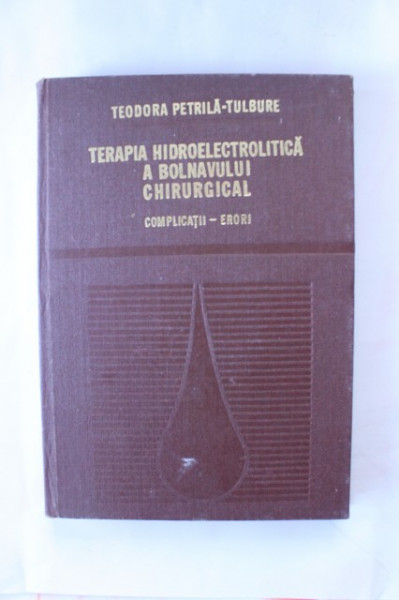 TEODORA PETRILĂ-TULBURE
TERAPIA HIDROELECTROLITICĂ
A BOLNAVULUI
CHIRURGICAL
COMPLICAȚII – ERORI